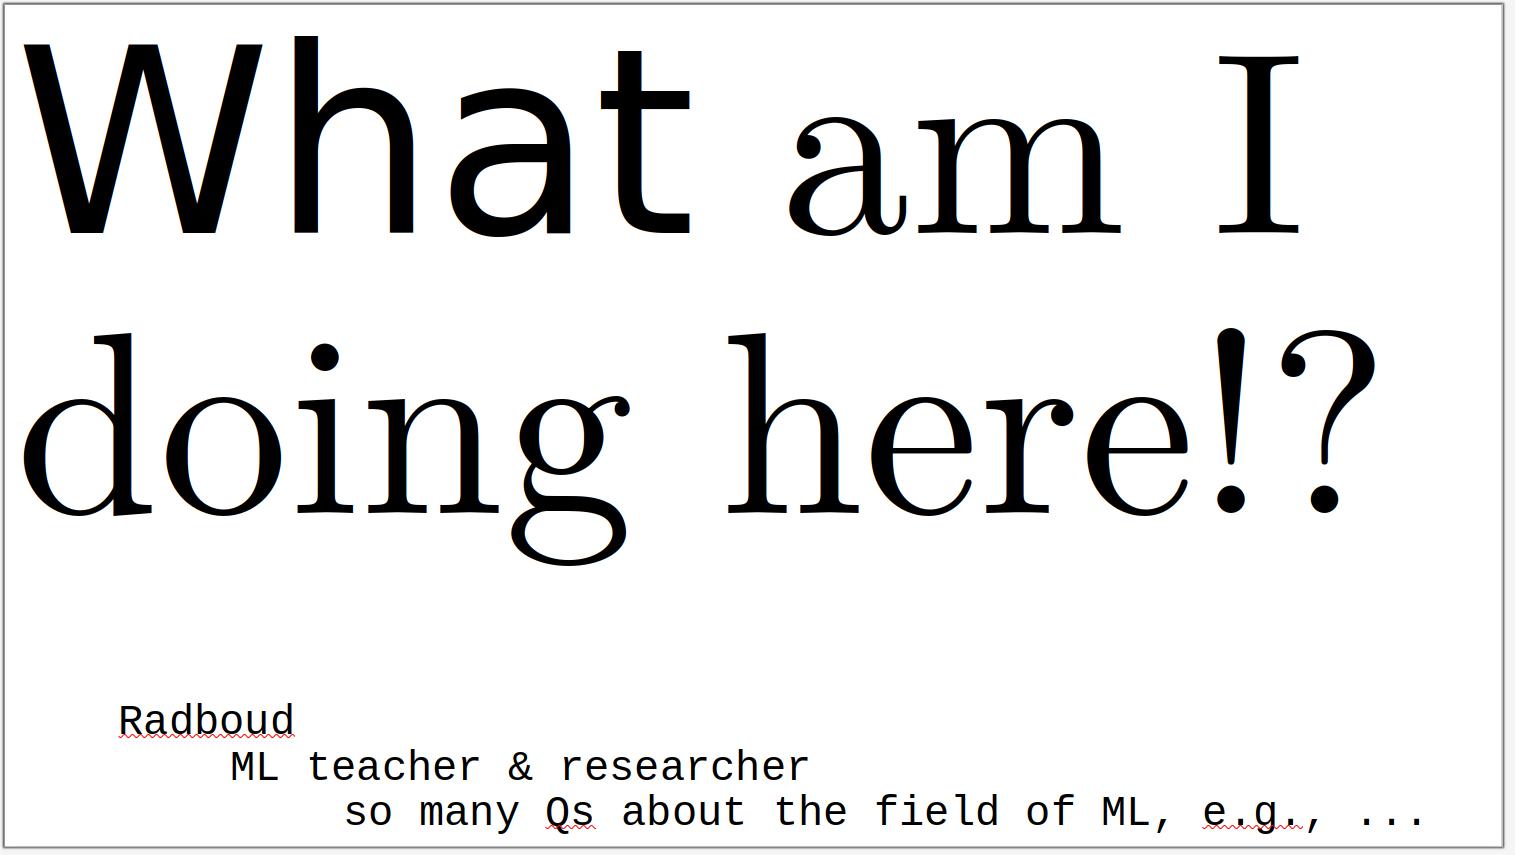 What am I
doing here!?
Radboud
ML teacher & researcher
so many Qs about the field of ML, e.g., ...